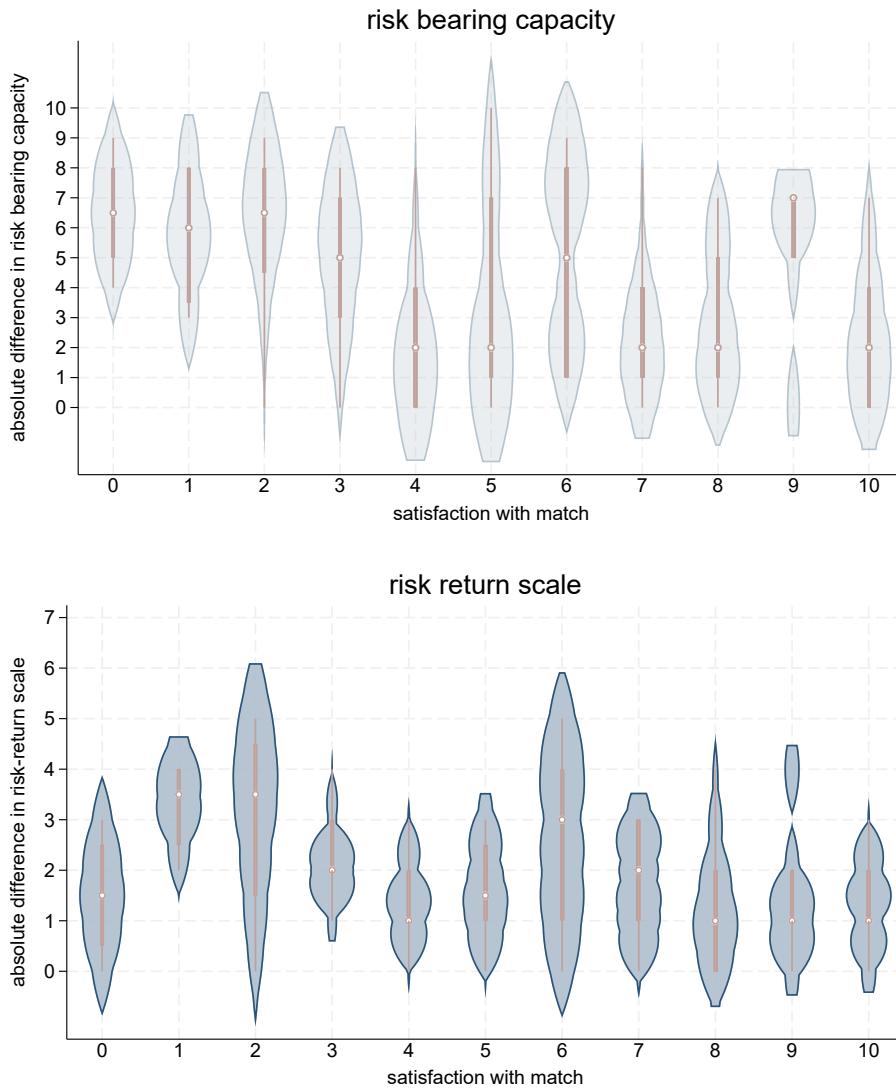 risk bearing capacity
absolute difference in risk bearing capacity
10
9
8
7
6
5
4
3
2
1
0
0 1 2 3 4 5 6 7 8 9 10
satisfaction with match
risk return scale
absolute difference in risk-return scale
7
6
5
4
3
2
1
0
0 1 2 3 4 5 6 7 8 9 10
satisfaction with match